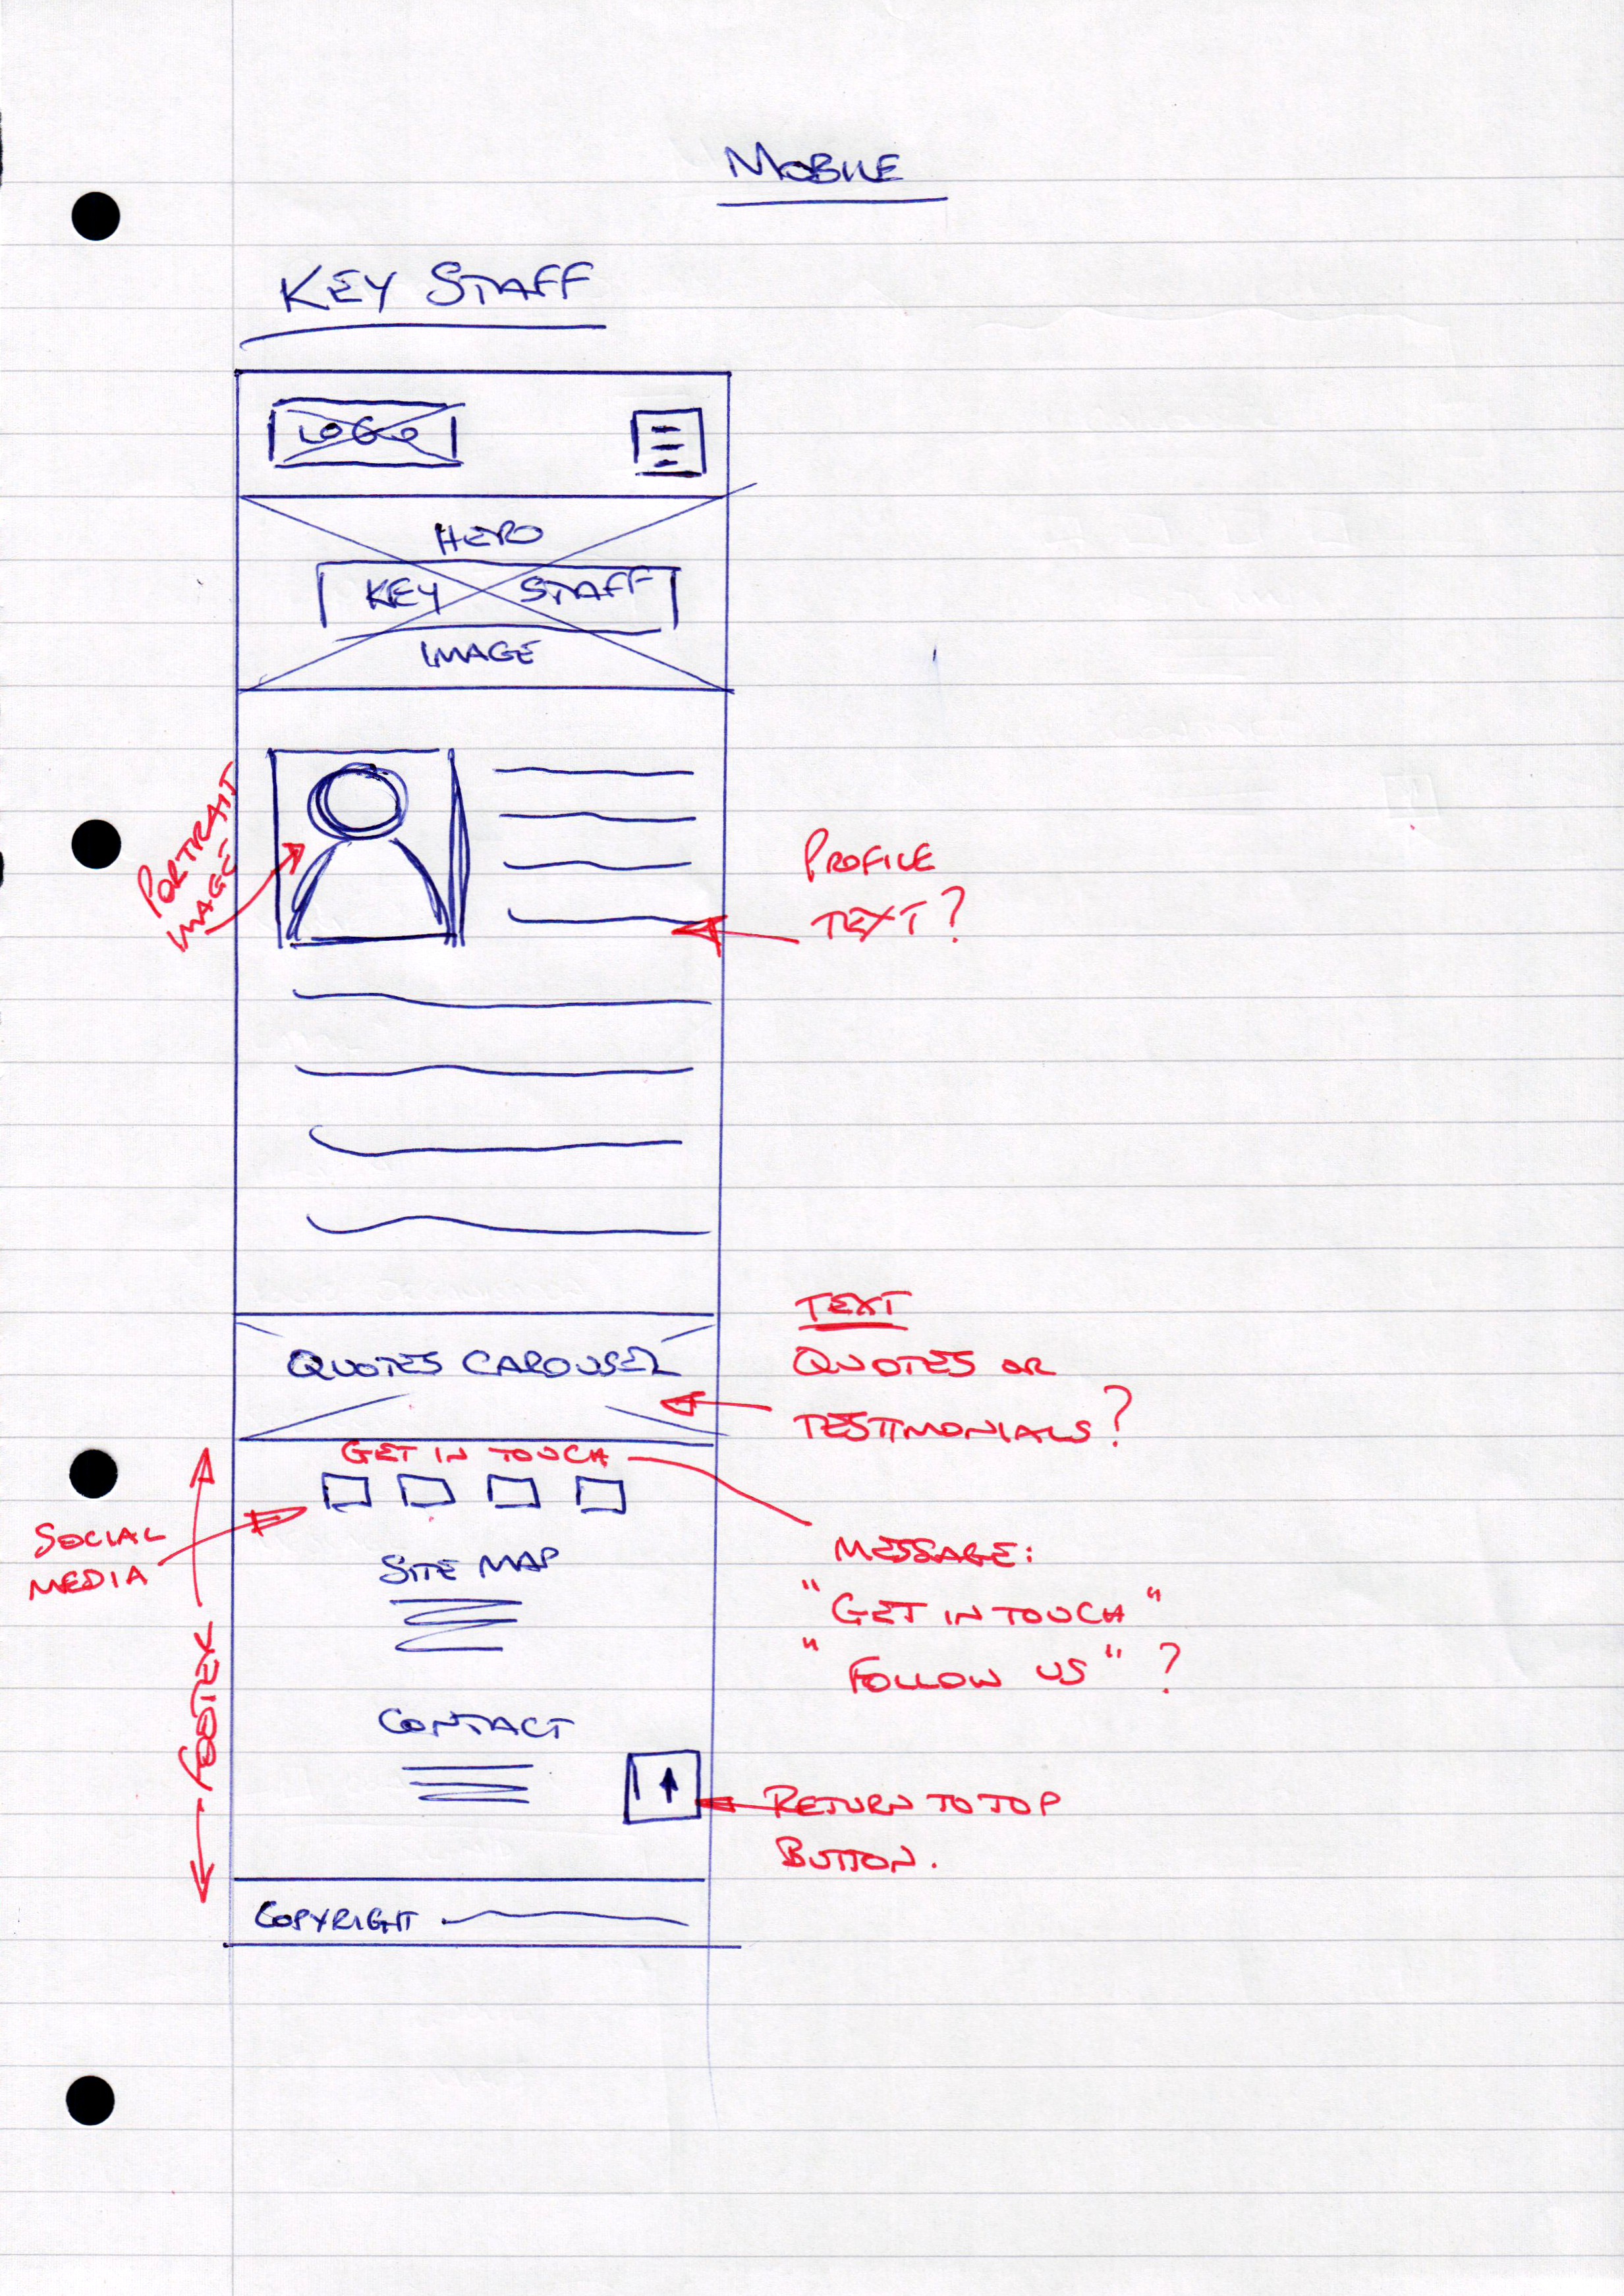 MOBILE
KEY STAFF
LOGO
HERO
KEY STAFF
IMAGE
PORTRAIT
IMAGE
PROFILE
TEXT?
TEXT
QUOTES CAROUSEL
QUOTES OR
TESTIMONIALS?
GET IN TOUCH
SOCIAL
MEDIA
MESSAGE:
SITE MAP
"GET IN TOUCH"
"FOLLOW US"?
FOOTER
CONTACT
RETURN TO TOP
BUTTON.
COPYRIGHT